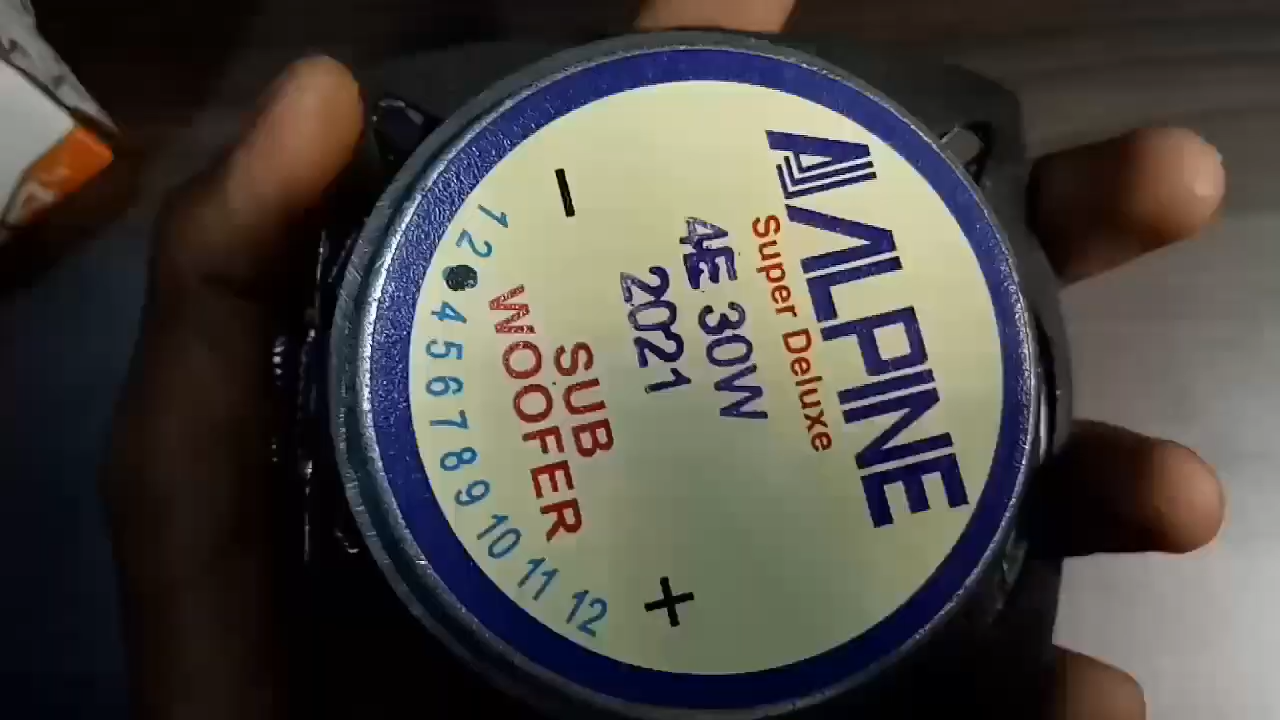 ALPINE
Super Deluxe
4E 30W
2021
- +
SUB
WOOFER
1 2 4 5 6 7 8 9 10 11 12